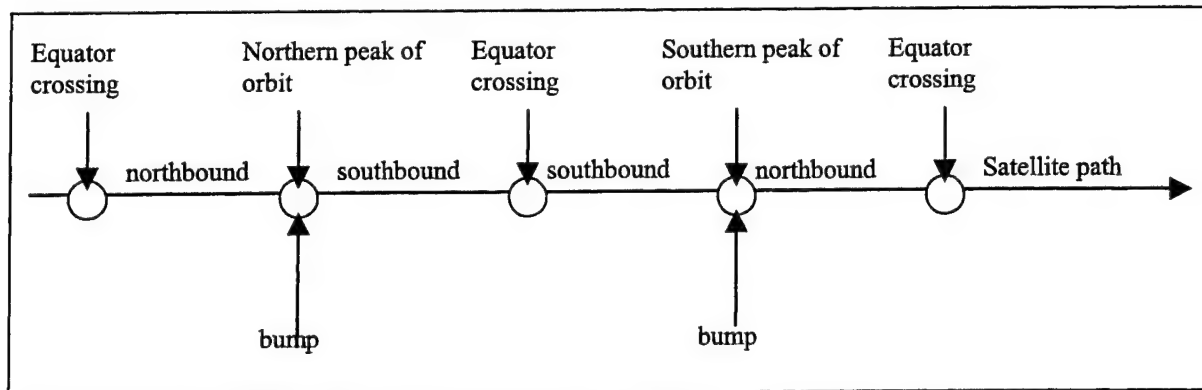 Equator
crossing
Northern peak of
orbit
Equator
crossing
Southern peak of
orbit
Equator
crossing
northbound
southbound
southbound
northbound
Satellite path
bump
bump